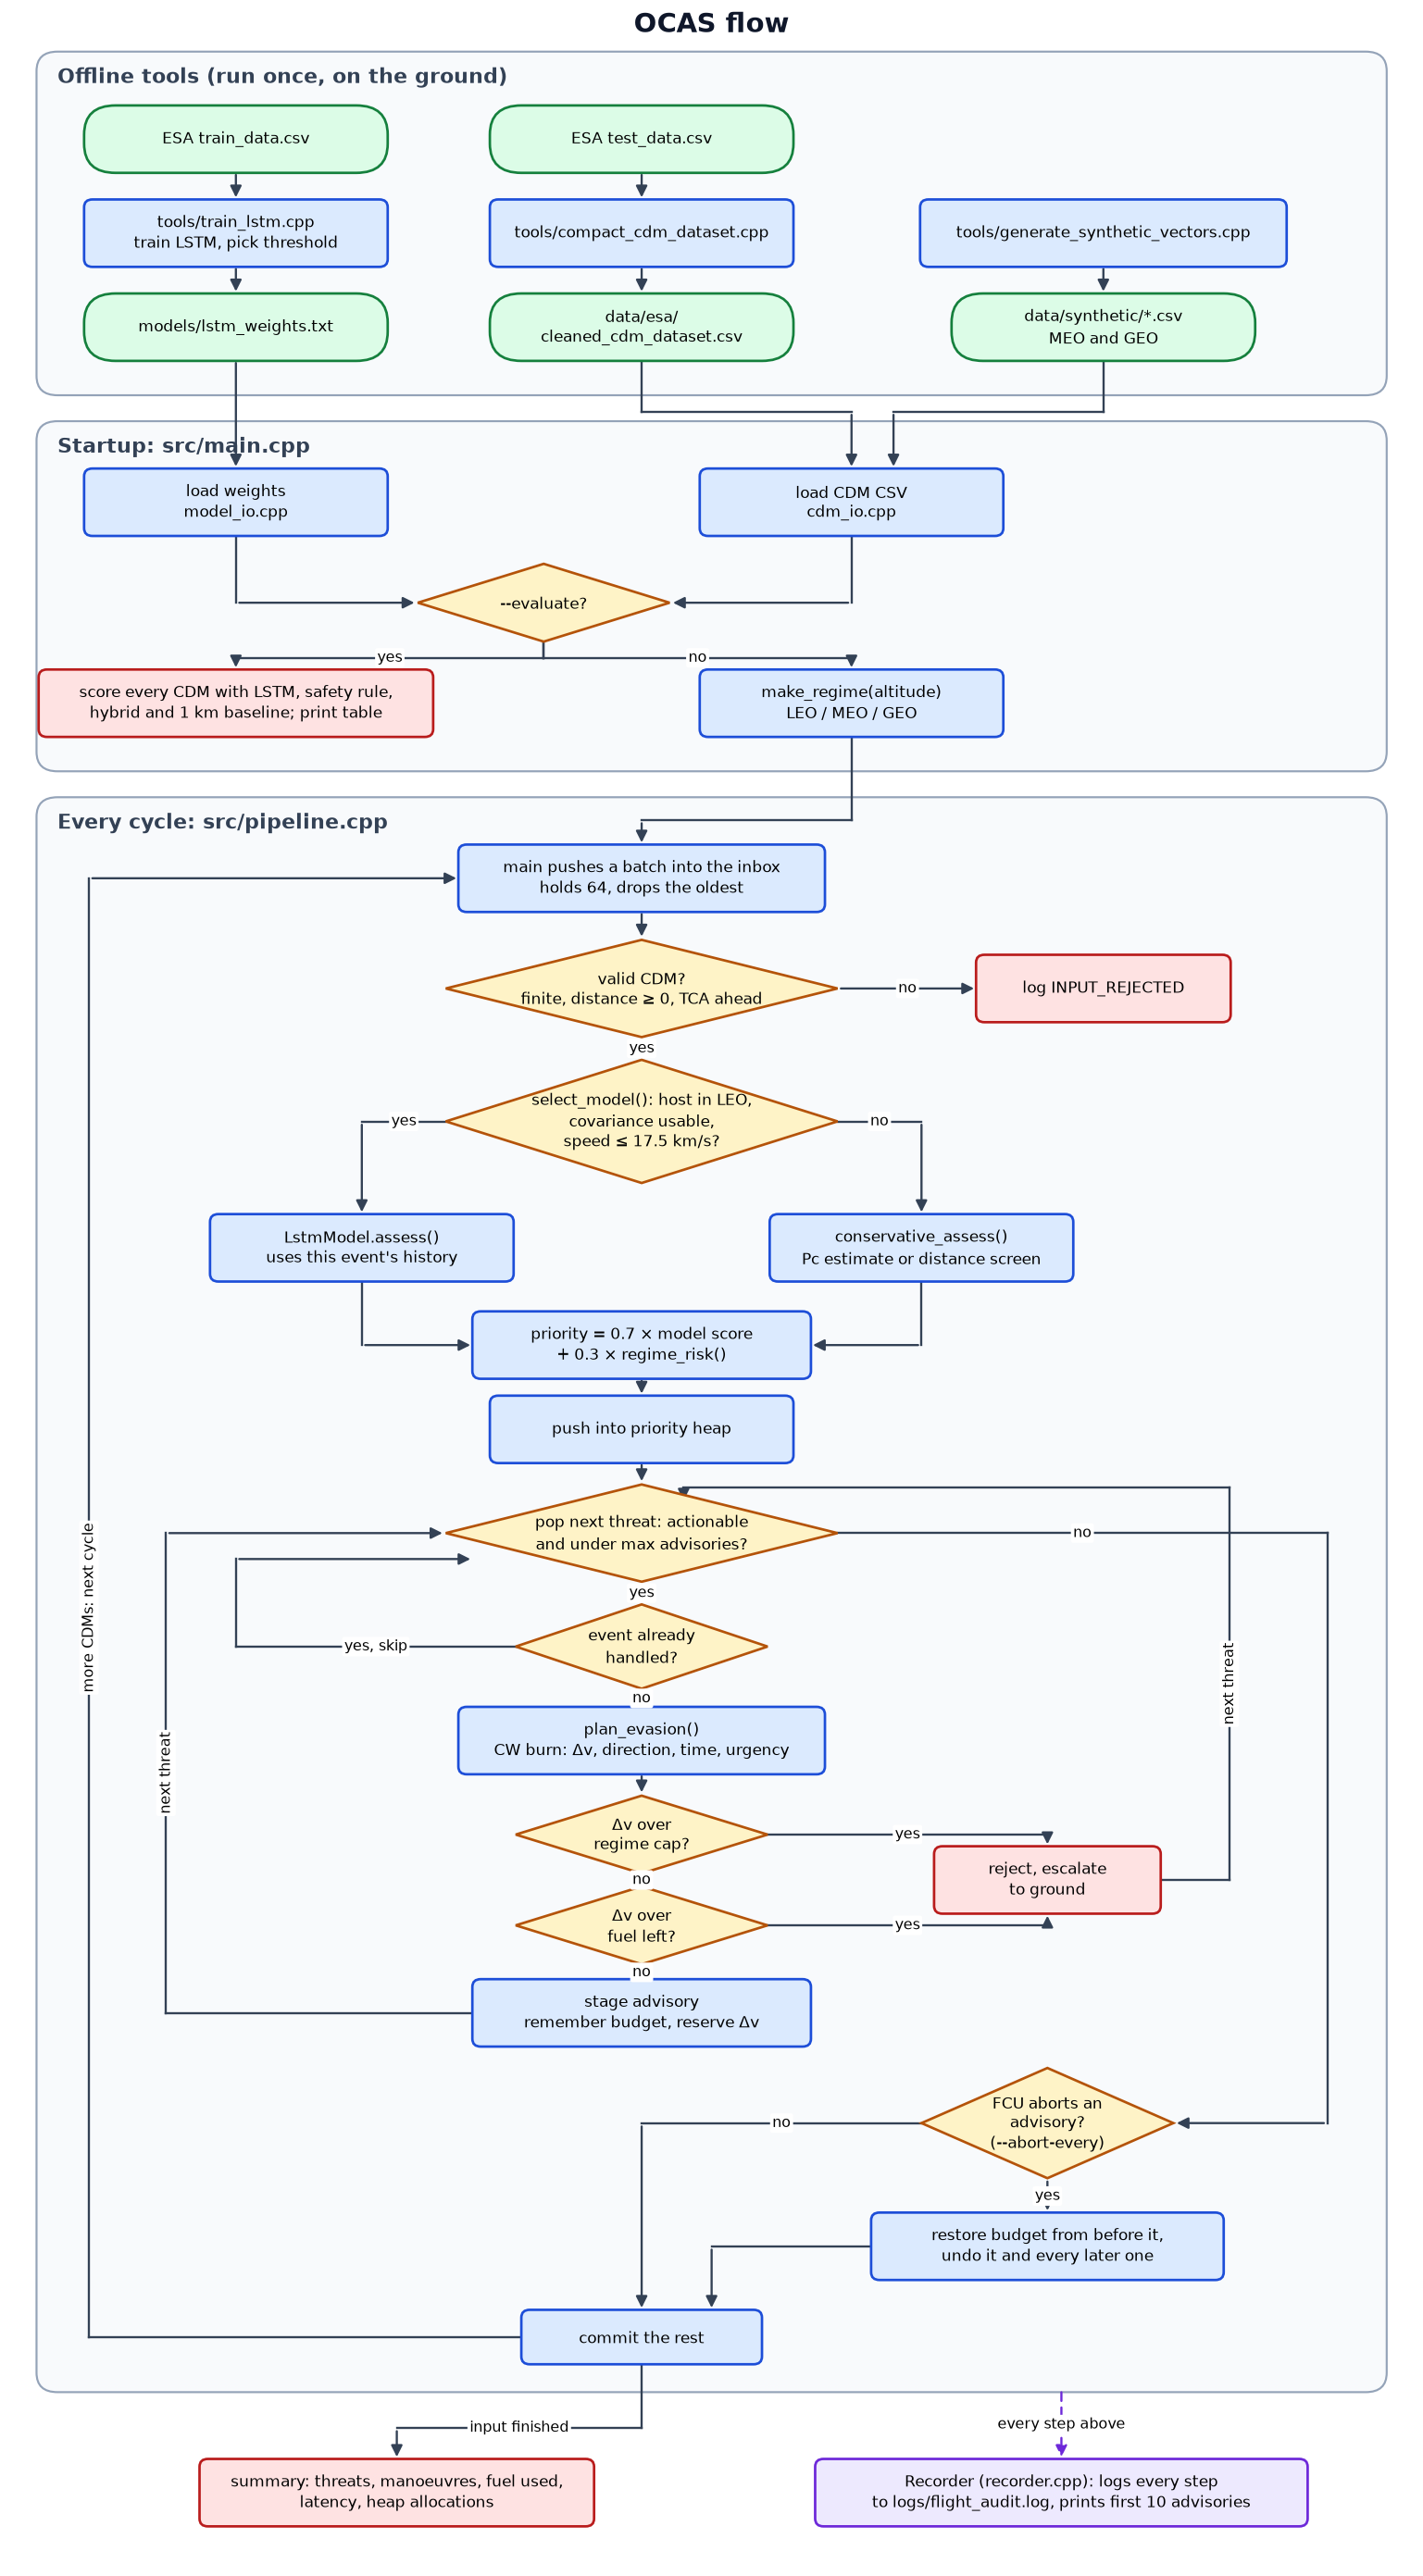 OCAS flow
Offline tools (run once, on the ground)
ESA train_data.csv
ESA test_data.csv
tools/train_lstm.cpp
train LSTM, pick threshold
tools/compact_cdm_dataset.cpp
tools/generate_synthetic_vectors.cpp
models/lstm_weights.txt
data/esa/
cleaned_cdm_dataset.csv
data/synthetic/*.csv
MEO and GEO
Startup: src/main.cpp
load weights
model_io.cpp
load CDM CSV
cdm_io.cpp
--evaluate?
yes
no
score every CDM with LSTM, safety rule,
hybrid and 1 km baseline; print table
make_regime(altitude)
LEO / MEO / GEO
Every cycle: src/pipeline.cpp
main pushes a batch into the inbox
holds 64, drops the oldest
valid CDM?
finite, distance ≥ 0, TCA ahead
no
log INPUT_REJECTED
yes
select_model(): host in LEO,
covariance usable,
speed ≤ 17.5 km/s?
yes
no
LstmModel.assess()
uses this event's history
conservative_assess()
Pc estimate or distance screen
priority = 0.7 × model score
+ 0.3 × regime_risk()
push into priority heap
pop next threat: actionable
and under max advisories?
no
yes
event already
handled?
yes, skip
no
more CDMs: next cycle
next threat
next threat
plan_evasion()
CW burn: Δv, direction, time, urgency
Δv over
regime cap?
yes
no
reject, escalate
to ground
Δv over
fuel left?
yes
no
stage advisory
remember budget, reserve Δv
FCU aborts an
advisory?
(--abort-every)
no
yes
restore budget from before it,
undo it and every later one
commit the rest
input finished
every step above
summary: threats, manoeuvres, fuel used,
latency, heap allocations
Recorder (recorder.cpp): logs every step
to logs/flight_audit.log, prints first 10 advisories